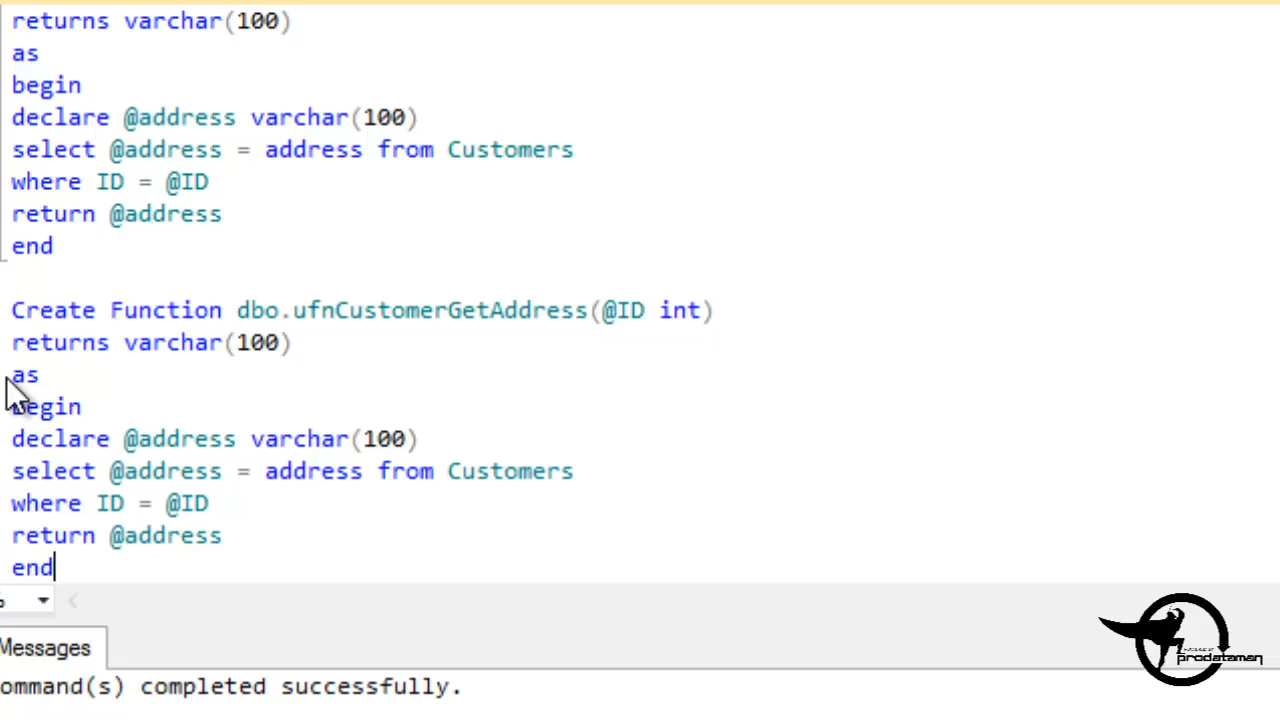 returns varchar(100)
as
begin
declare @address varchar(100)
select @address = address from Customers
where ID = @ID
return @address
end
Create Function dbo.ufnCustomerGetAddress(@ID int)
returns varchar(100)
as
begin
declare @address varchar(100)
select @address = address from Customers
where ID = @ID
return @address
end
Messages
ommand(s) completed successfully.
prodataman